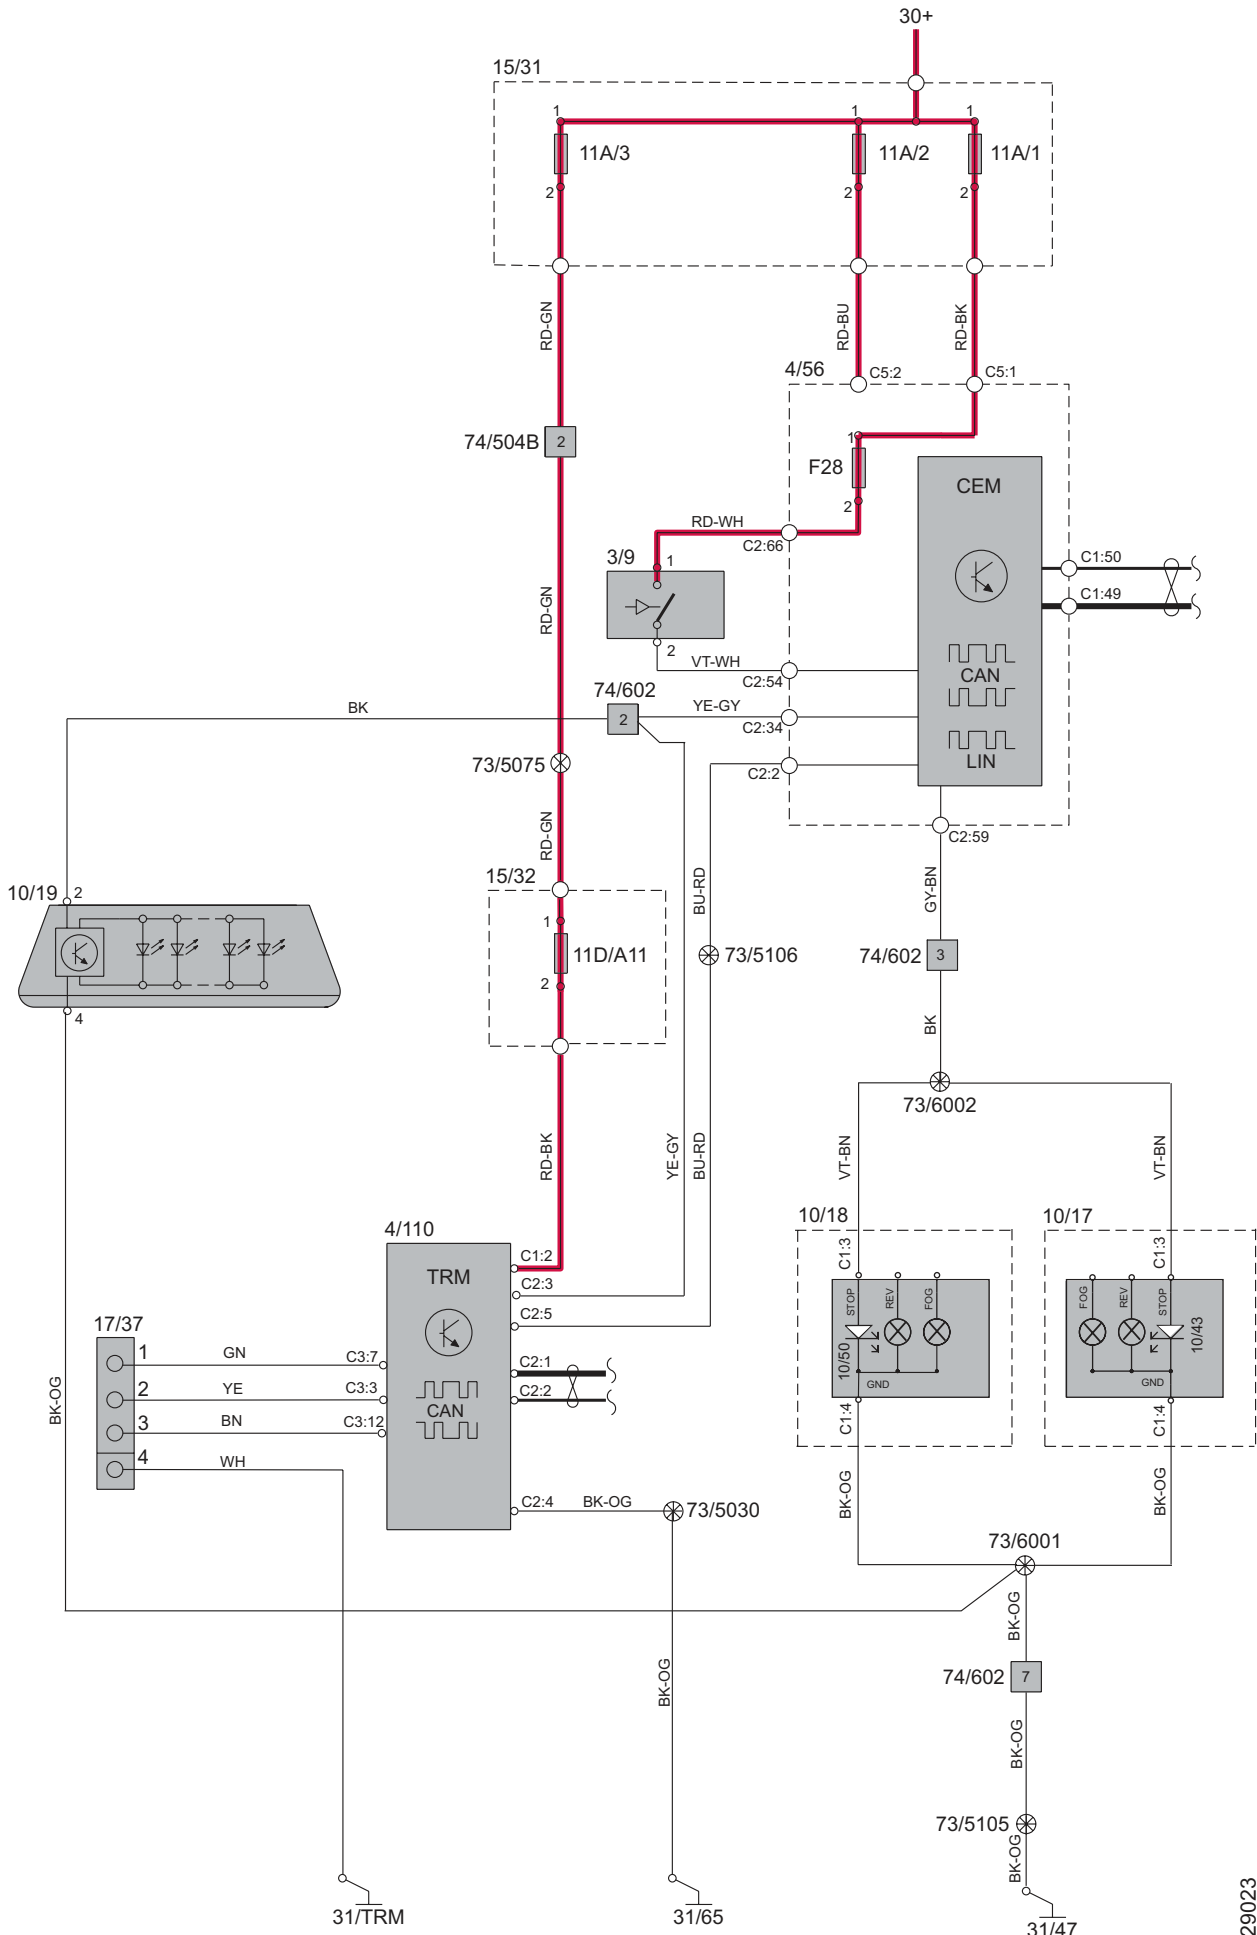 30+
15/31
1
1
1
11A/3
11A/2
11A/1
2
2
2
RD-GN
RD-BU
RD-BK
4/56
C5:2
C5:1
74/504B
2
1
F28
2
CEM
RD-WH
C2:66
3/9
1
C1:50
C1:49
RD-GN
2
VT-WH
C2:54
CAN
74/602
BK
2
YE-GY
C2:34
LIN
73/5075
C2:2
C2:59
RD-GN
15/32
BU-RD
GY-BN
10/19
2
1
11D/A11
2
73/5106
74/602
3
4
BK
73/6002
RD-BK
YE-GY
BU-RD
VT-BN
VT-BN
10/18
10/17
4/110
C1:3
C1:3
C1:2
TRM
C2:3
STOP
REV
FOG
FOG
REV
STOP
C2:5
17/37
10/50
10/43
1
GN
C3:7
C2:1
GND
GND
2
YE
C3:3
C2:2
BK-OG
CAN
C1:4
C1:4
3
BN
C3:12
4
WH
BK-OG
BK-OG
C2:4
BK-OG
73/5030
73/6001
BK-OG
BK-OG
74/602
7
BK-OG
73/5105
BK-OG
31/TRM
31/65
31/47
29023